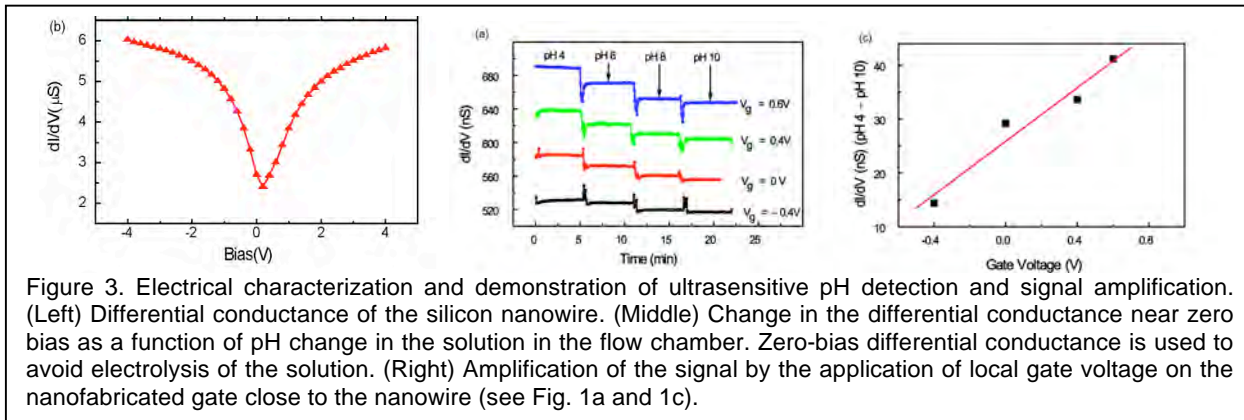 (b)
6
5
4
3
2
dI/dV(μS)
-4 -2 0 2 4
Bias(V)
(a)
pH 4 pH 6 pH 8 pH 10
680
640
600
560
520
dI/dV (nS)
V_g = 0.6V
V_g = 0.4V
V_g = 0 V
V_g = -0.4V
0 5 10 15 20 25
Time (min)
(c)
40
30
20
10
dI/dV (nS) (pH 4 - pH 10)
-0.4 0.0 0.4 0.8
Gate Voltage (V)
Figure 3. Electrical characterization and demonstration of ultrasensitive pH detection and signal amplification.
(Left) Differential conductance of the silicon nanowire. (Middle) Change in the differential conductance near zero
bias as a function of pH change in the solution in the flow chamber. Zero-bias differential conductance is used to
avoid electrolysis of the solution. (Right) Amplification of the signal by the application of local gate voltage on the
nanofabricated gate close to the nanowire (see Fig. 1a and 1c).